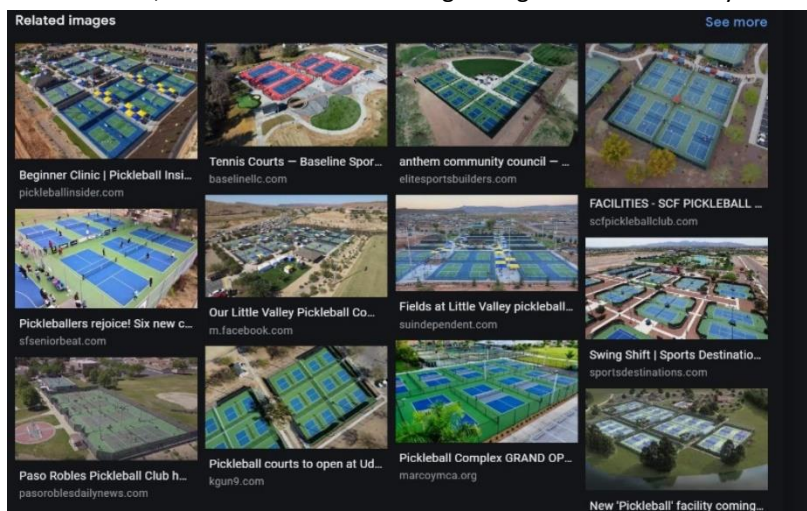 Related images
See more
Beginner Clinic | Pickleball Insi...
pickleballinsider.com
Tennis Courts — Baseline Spor...
baselinellc.com
anthem community council — ...
elitesportsbuilders.com
FACILITIES - SCF PICKLEBALL ...
scfpickleballclub.com
Pickleballers rejoice! Six new c...
sfseniorbeat.com
Our Little Valley Pickleball Co...
m.facebook.com
Fields at Little Valley pickleball...
suindependent.com
Swing Shift | Sports Destinatio...
sportsdestinations.com
Paso Robles Pickleball Club h...
pasoroblesdailynews.com
Pickleball courts to open at Ud...
kgun9.com
Pickleball Complex GRAND OP...
marcoymca.org
New 'Pickleball' facility coming...